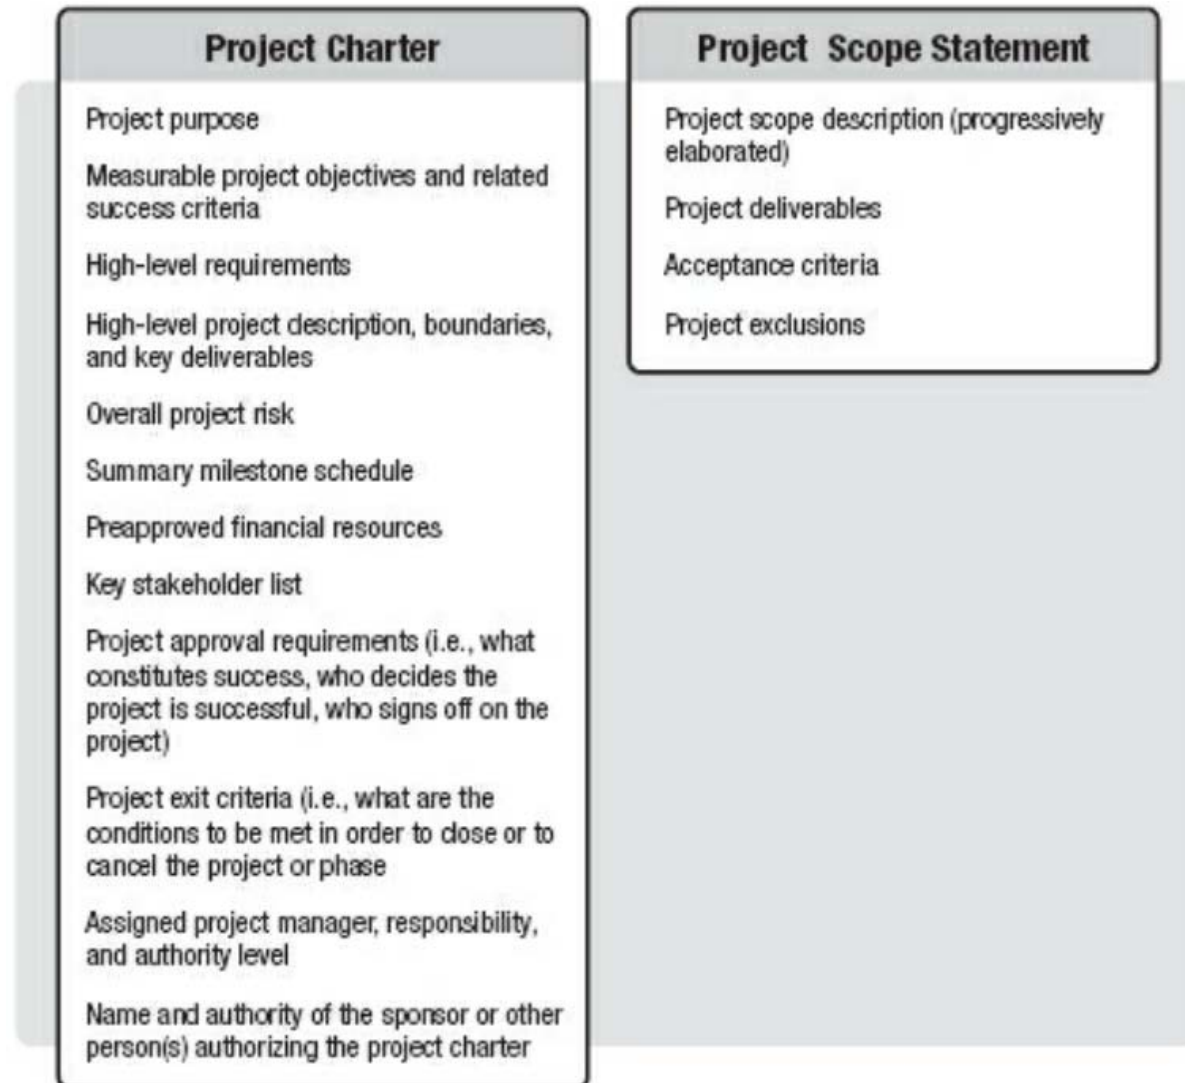 Project Charter
Project purpose
Measurable project objectives and related
success criteria
High-level requirements
High-level project description, boundaries,
and key deliverables
Overall project risk
Summary milestone schedule
Preapproved financial resources
Key stakeholder list
Project approval requirements (i.e., what
constitutes success, who decides the
project is successful, who signs off on the
project)
Project exit criteria (i.e., what are the
conditions to be met in order to close or to
cancel the project or phase
Assigned project manager, responsibility,
and authority level
Name and authority of the sponsor or other
person(s) authorizing the project charter
Project Scope Statement
Project scope description (progressively
elaborated)
Project deliverables
Acceptance criteria
Project exclusions